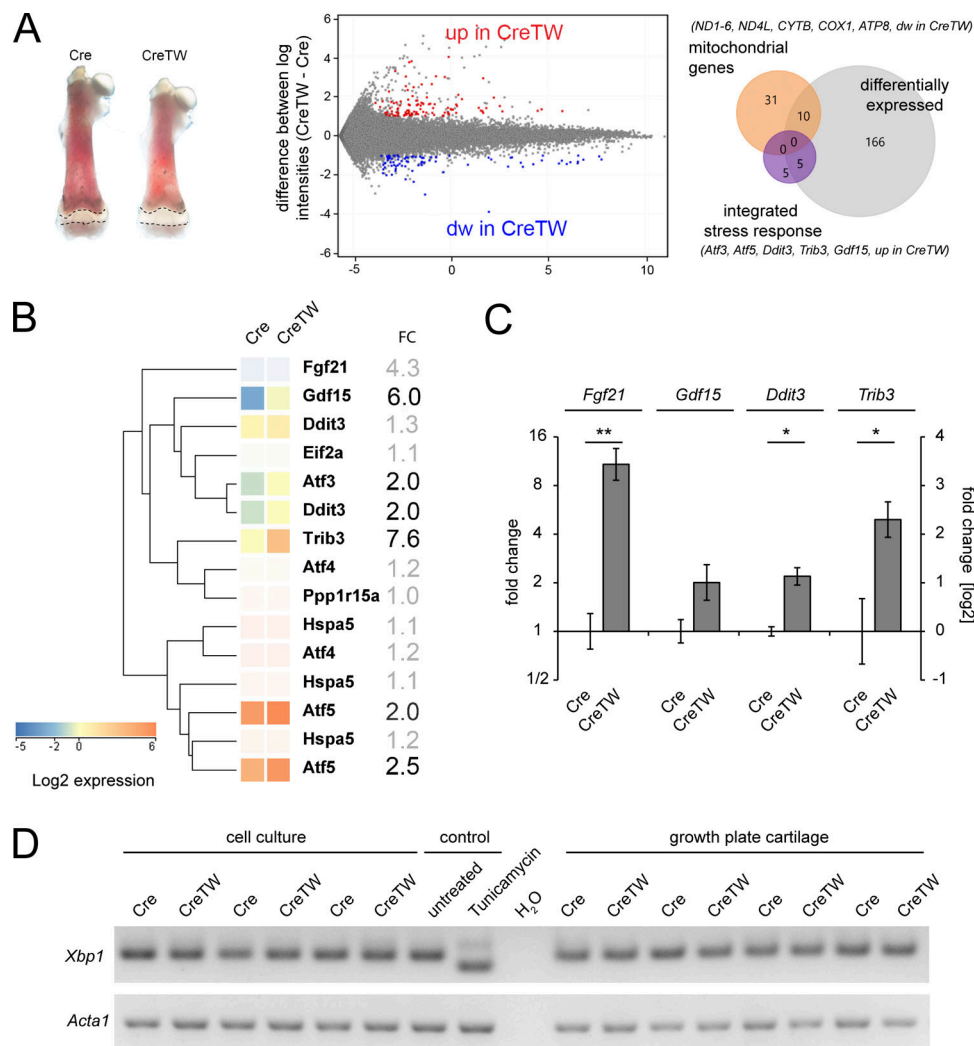 A
Cre
CreTW
difference between log
intensities (CreTW - Cre)
6
4
2
0
-2
-4
-6
up in CreTW
dw in CreTW
-5
0
5
10
(ND1-6, ND4L, CYTB, COX1, ATP8, dw in CreTW)
mitochondrial
genes
differentially
expressed
31
10
166
0
0
5
5
integrated
stress response
(Atf3, Atf5, Ddit3, Trib3, Gdf15, up in CreTW)
B
Cre
CreTW
FC
Fgf21 4.3
Gdf15 6.0
Ddit3 1.3
Eif2a 1.1
Atf3 2.0
Ddit3 2.0
Trib3 7.6
Atf4 1.2
Ppp1r15a 1.0
Hspa5 1.1
Atf4 1.2
Hspa5 1.1
Atf5 2.0
Hspa5 1.2
Atf5 2.5
-5 -2 0 6
Log2 expression
C
Fgf21 Gdf15 Ddit3 Trib3
** * *
fold change
16
8
4
2
1
1/2
4
3
2
1
0
-1
fold change [log2]
Cre
CreTW
Cre
CreTW
Cre
CreTW
Cre
CreTW
D
cell culture
control
growth plate cartilage
Cre
CreTW
Cre
CreTW
Cre
CreTW
untreated
Tunicamycin
H2O
Cre
CreTW
Cre
CreTW
Cre
CreTW
Cre
CreTW
Xbp1
Acta1